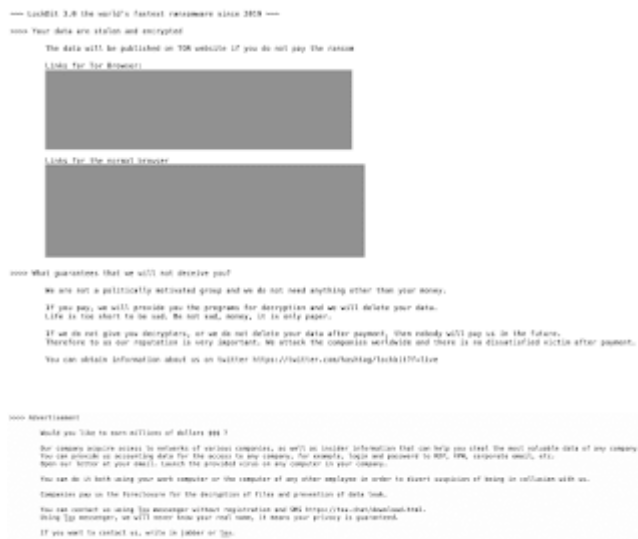 ~~~ LockBit 3.0 the world's fastest ransomware since 2019 ~~~
>>>> Your data are stolen and encrypted
The data will be published on TOR website if you do not pay the ransom
Links for Tor Browser:
Links for the normal browser
>>>> What guarantees that we will not deceive you?
We are not a politically motivated group and we do not need anything other than your money.
If you pay, we will provide you the programs for decryption and we will delete your data.
Life is too short to be sad. Be not sad, money, it is only paper.
If we do not give you decrypters, or we do not delete your data after payment, then nobody will pay us in the future.
Therefore to us our reputation is very important. We attack the companies worldwide and there is no dissatisfied victim after payment.
You can obtain information about us on twitter https://twitter.com/hashtag/lockbit?f=live
>>>> Advertisement
Would you like to earn millions of dollars $$$ ?
Our company acquire access to networks of various companies, as well as insider information that can help you steal the most valuable data of any company.
You can provide us accounting data for the access to any company, for example, login and password to RDP, VPN, corporate email, etc.
Open our letter at your email. Launch the provided virus on any computer in your company.
You can do it both using your work computer or the computer of any other employee in order to divert suspicion of being in collusion with us.
Companies pay us the foreclosure for the decryption of files and prevention of data leak.
You can contact us using Tox messenger without registration and SMS https://tox.chat/download.html.
Using Tox messenger, we will never know your real name, it means your privacy is guaranteed.
If you want to contact us, write in jabber or tox.